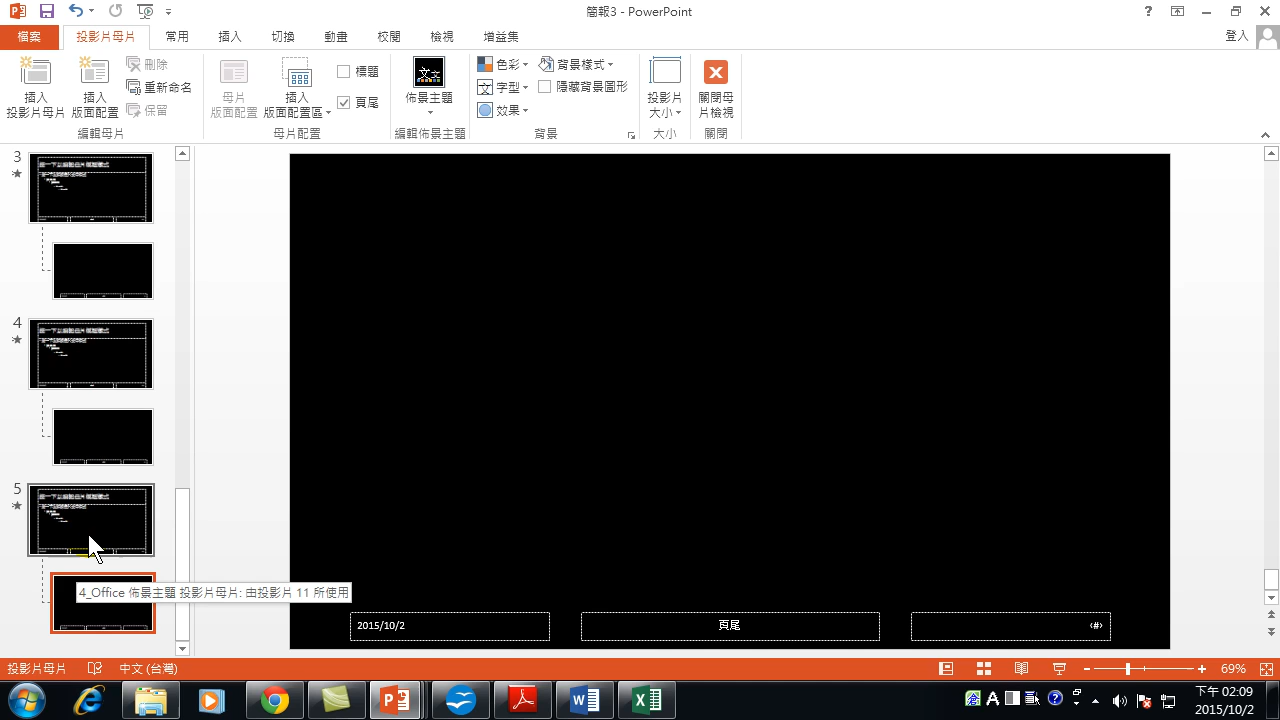 簡報3 - PowerPoint
檔案
投影片母片
常用
插入
切換
動畫
校閱
檢視
增益集
登入
插入
投影片母片
插入
版面配置
刪除
重新命名
保留
編輯母片
母片
版面配置
插入
版面配置區
標題
頁尾
母片配置
佈景主題
編輯佈景主題
色彩
字型
效果
背景樣式
隱藏背景圖形
背景
投影片
大小
大小
關閉母
片檢視
關閉
3
4
5
4_Office 佈景主題 投影片母片: 由投影片 11 所使用
2015/10/2
頁尾
‹#›
投影片母片
中文 (台灣)
69%
下午 02:09
2015/10/2